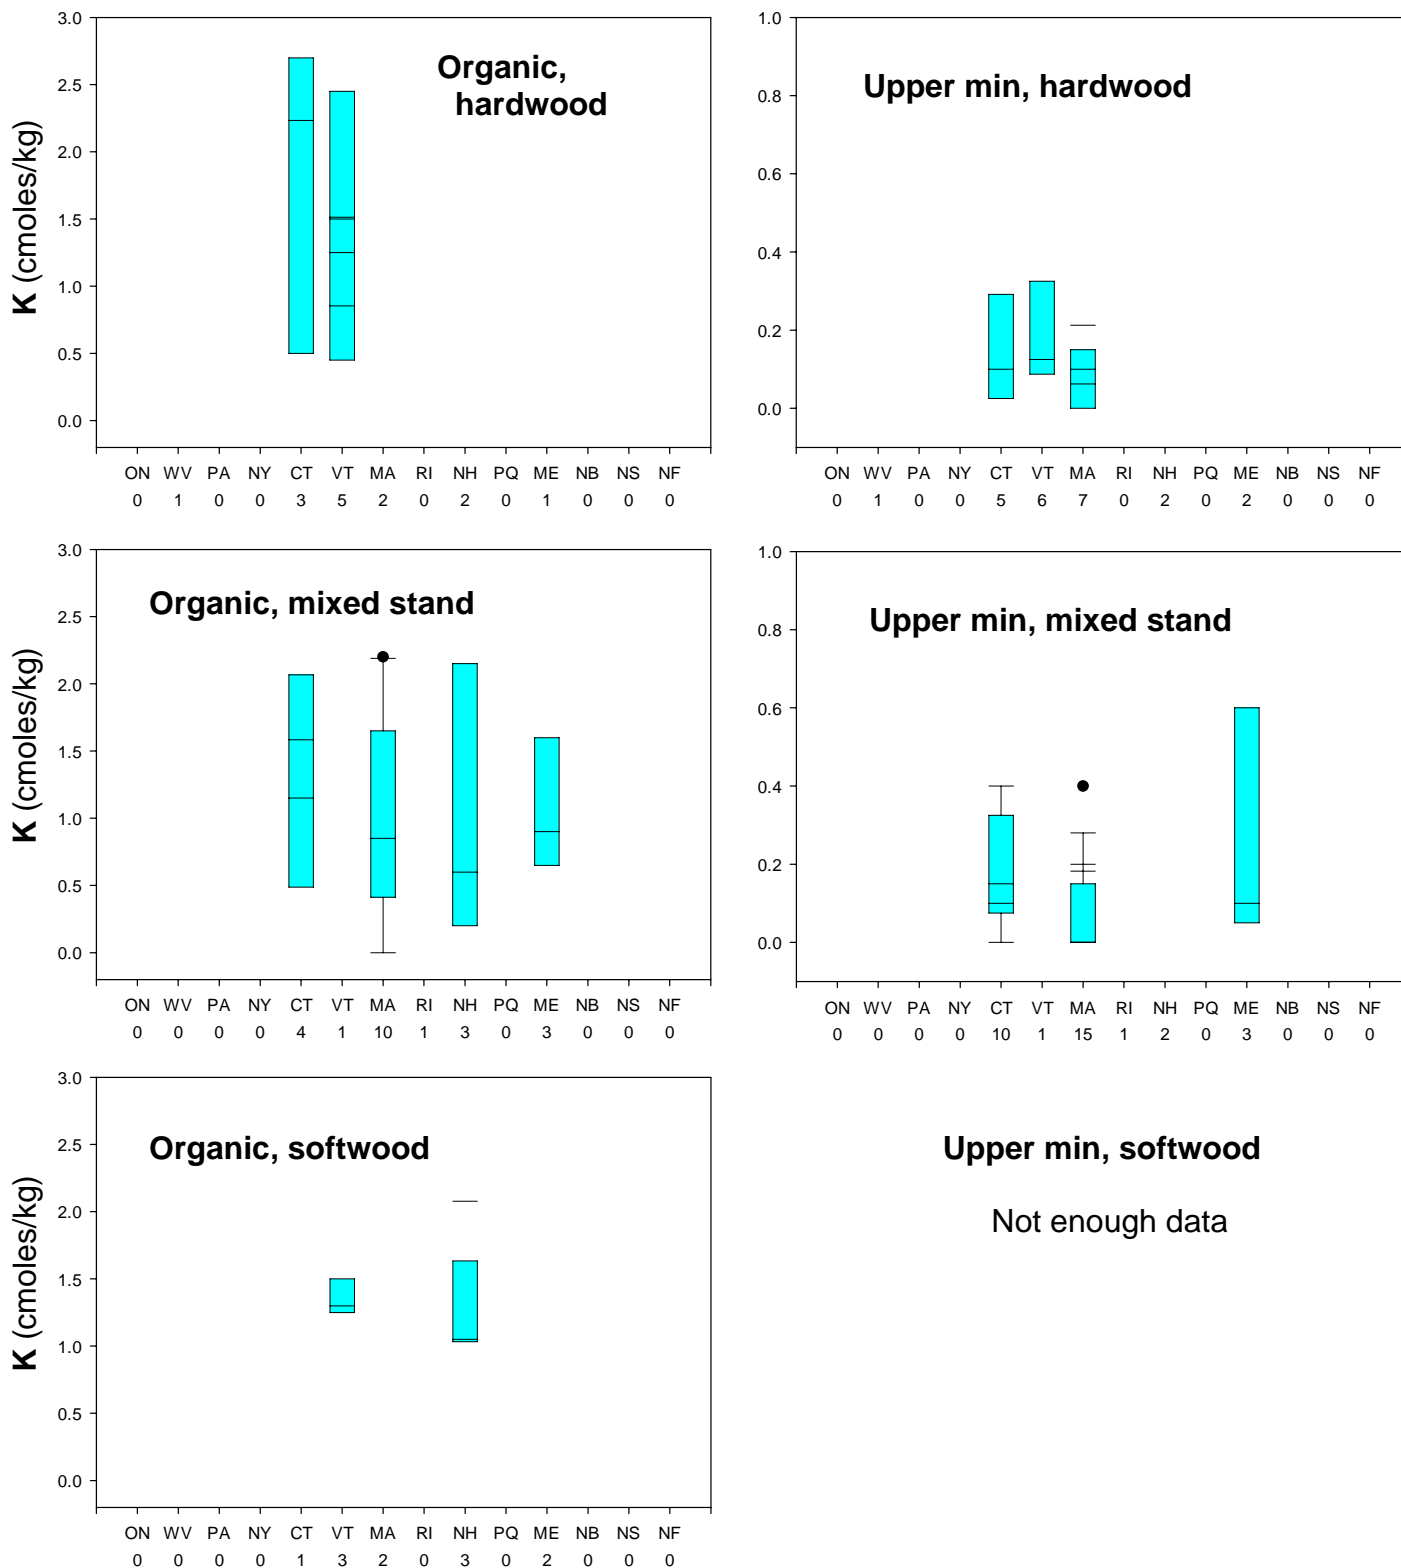 Organic,
hardwood
K (cmoles/kg)
3.0
2.5
2.0
1.5
1.0
0.5
0.0
ON WV PA NY CT VT MA RI NH PQ ME NB NS NF
0 1 0 0 3 5 2 0 2 0 1 0 0 0
Upper min, hardwood
1.0
0.8
0.6
0.4
0.2
0.0
ON WV PA NY CT VT MA RI NH PQ ME NB NS NF
0 1 0 0 5 6 7 0 2 0 2 0 0 0
Organic, mixed stand
K (cmoles/kg)
3.0
2.5
2.0
1.5
1.0
0.5
0.0
ON WV PA NY CT VT MA RI NH PQ ME NB NS NF
0 0 0 0 4 1 10 1 3 0 3 0 0 0
Upper min, mixed stand
1.0
0.8
0.6
0.4
0.2
0.0
ON WV PA NY CT VT MA RI NH PQ ME NB NS NF
0 0 0 0 10 1 15 1 2 0 3 0 0 0
Organic, softwood
K (cmoles/kg)
3.0
2.5
2.0
1.5
1.0
0.5
0.0
ON WV PA NY CT VT MA RI NH PQ ME NB NS NF
0 0 0 0 1 3 2 0 3 0 2 0 0 0
Upper min, softwood
Not enough data